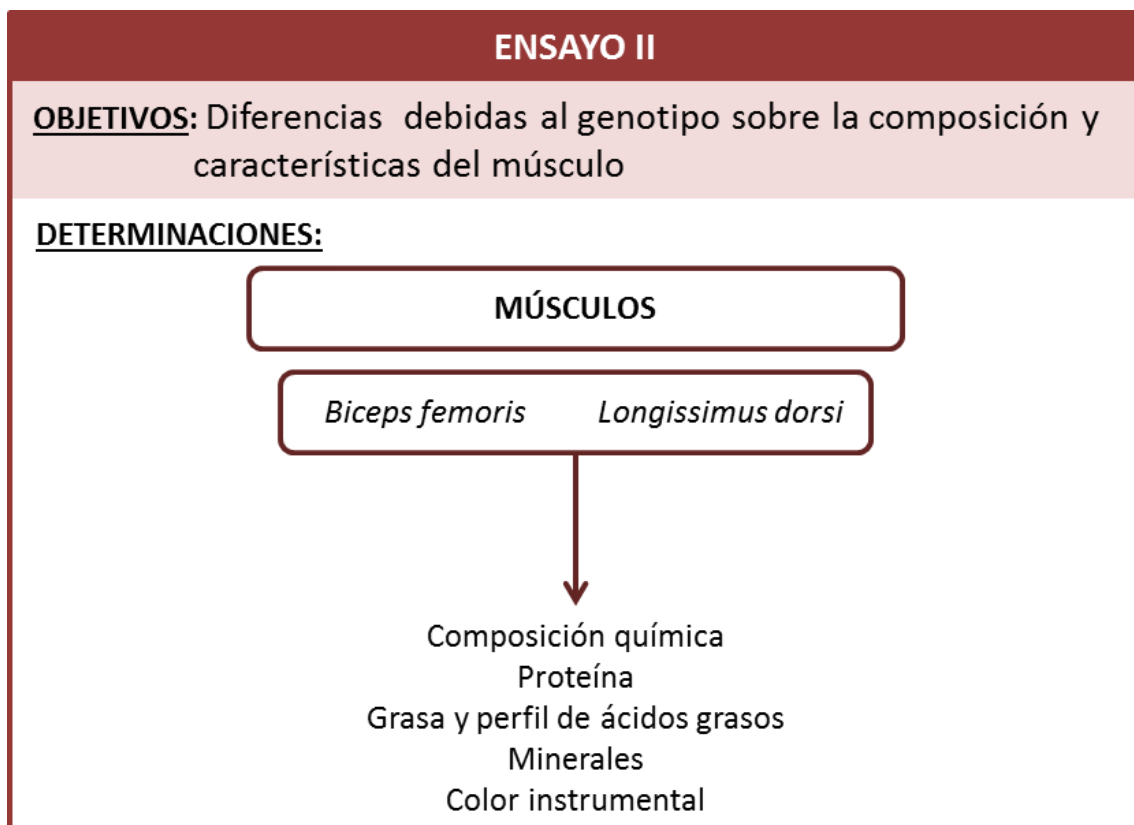 ENSAYO II
OBJETIVOS: Diferencias debidas al genotipo sobre la composición y
características del músculo
DETERMINACIONES:
MÚSCULOS
Biceps femoris Longissimus dorsi
Composición química
Proteína
Grasa y perfil de ácidos grasos
Minerales
Color instrumental